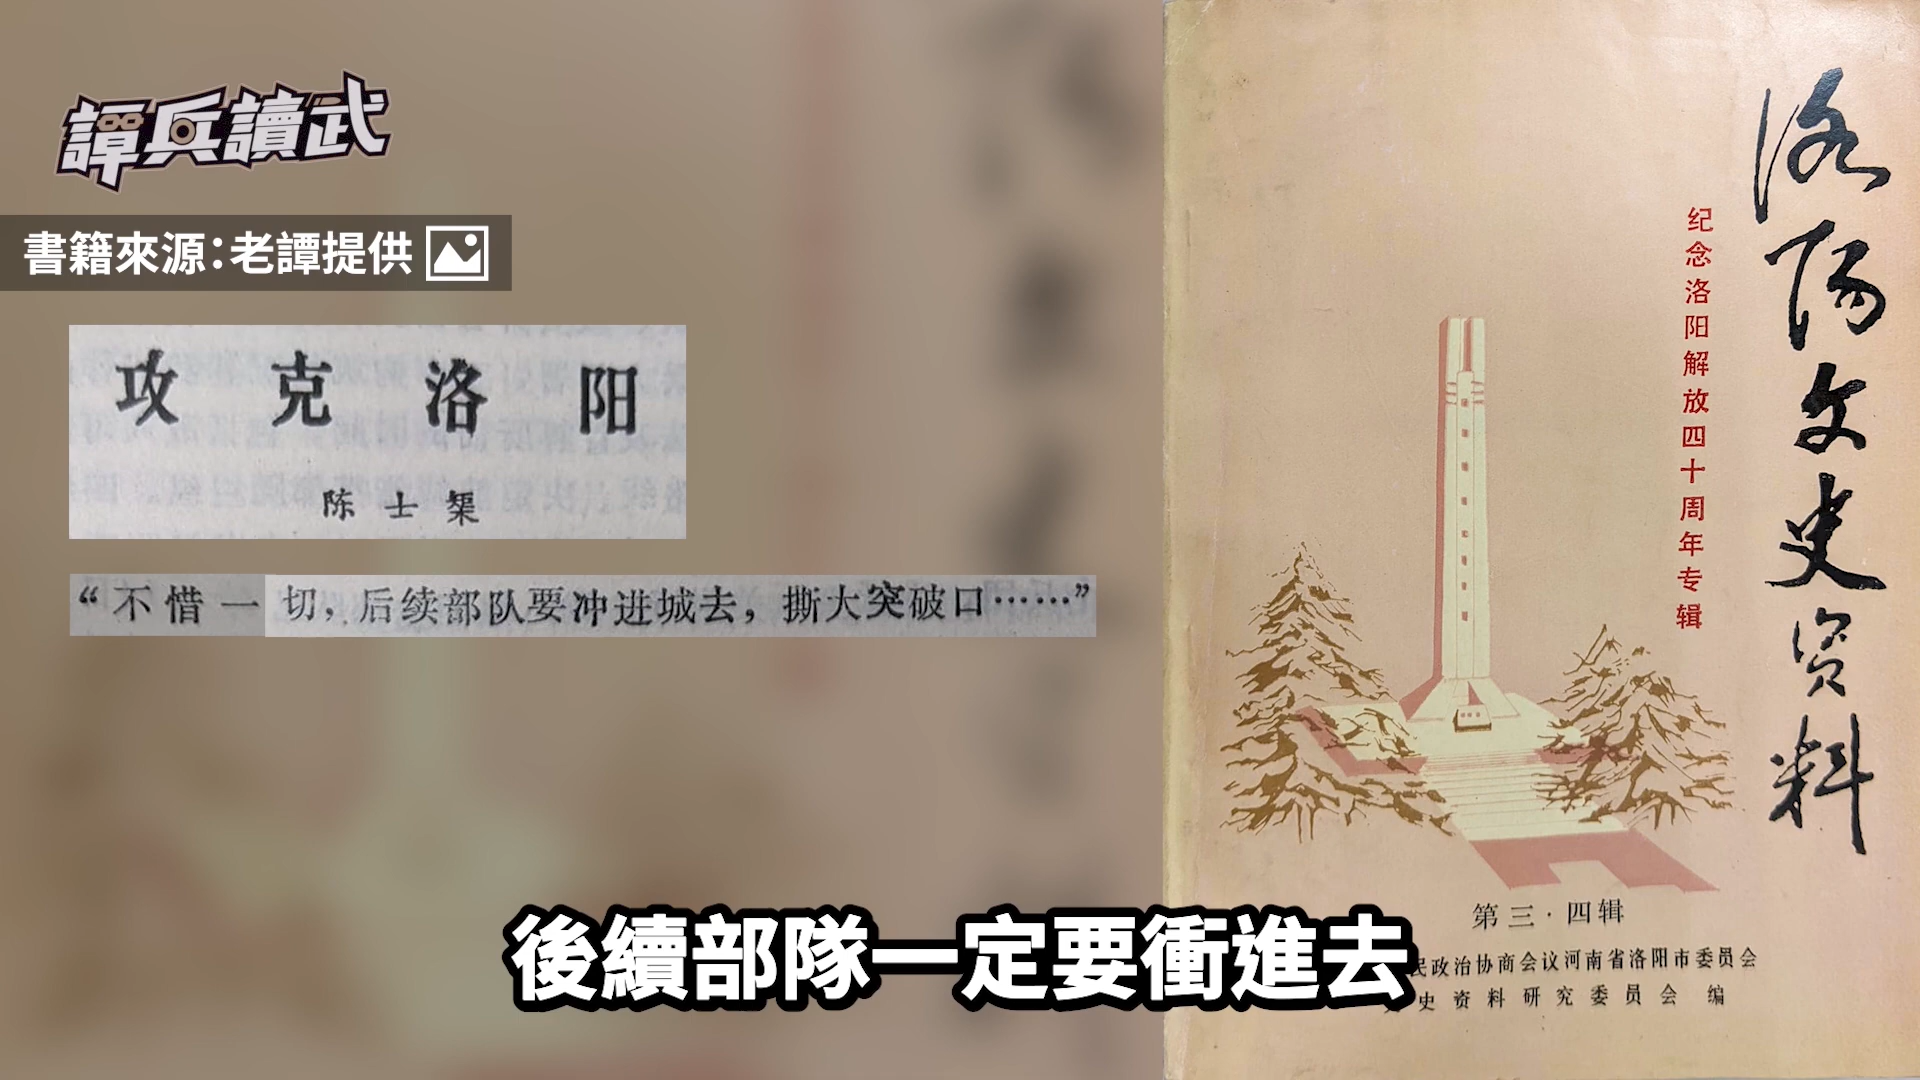 譚兵讀武
書籍來源：老譚提供
攻克洛阳
陈士榘
“不惜一切，后续部队要冲进城去，撕大突破口……”
洛阳文史资料
纪念洛阳解放四十周年专辑
第三·四辑
民政治协商会议河南省洛阳市委员会
史资料研究委员会 编
後續部隊一定要衝進去